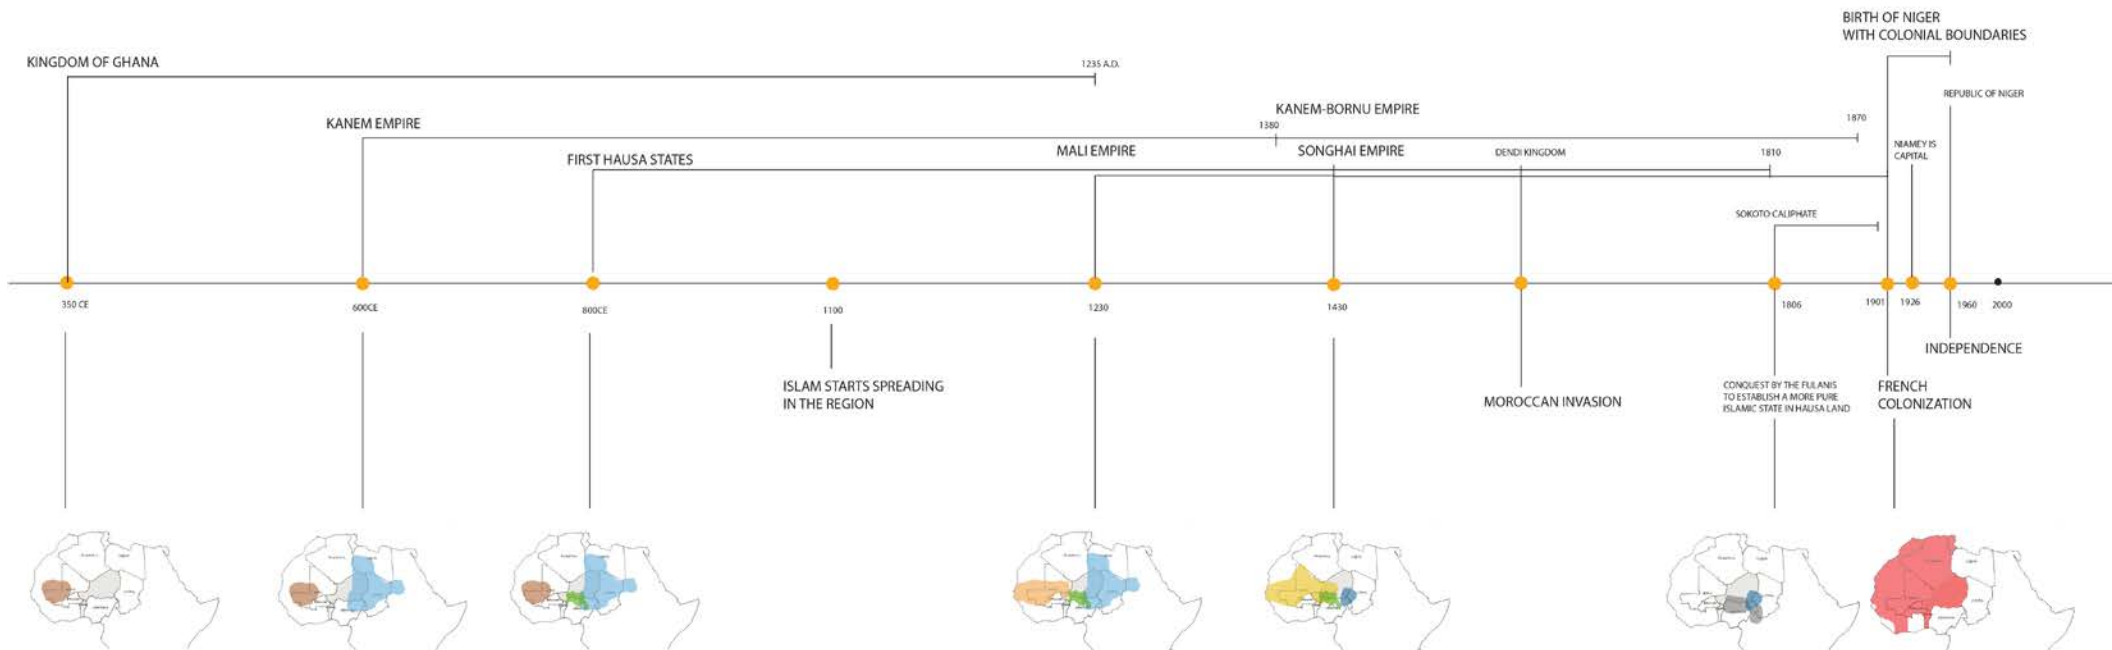 BIRTH OF NIGER
WITH COLONIAL BOUNDARIES
KINGDOM OF GHANA
1235 A.D.
REPUBLIC OF NIGER
KANEM-BORNU EMPIRE
KANEM EMPIRE
1380
1870
NIAMEY IS
CAPITAL
FIRST HAUSA STATES
MALI EMPIRE
SONGHAI EMPIRE
DENDI KINGDOM
1810
SOKOTO CALIPHATE
350 CE
600CE
800CE
1100
1230
1430
1806
1901
1926
1960
2000
INDEPENDENCE
ISLAM STARTS SPREADING
IN THE REGION
MOROCCAN INVASION
CONQUEST BY THE FULANIS
TO ESTABLISH A MORE PURE
ISLAMIC STATE IN HAUSA LAND
FRENCH
COLONIZATION